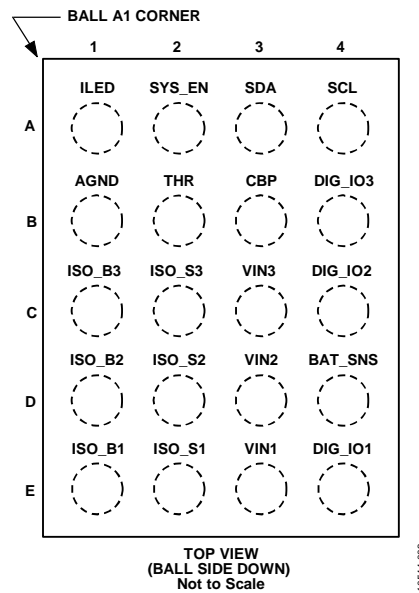 BALL A1 CORNER
1 2 3 4
ILED SYS_EN SDA SCL
A
AGND THR CBP DIG_IO3
B
ISO_B3 ISO_S3 VIN3 DIG_IO2
C
ISO_B2 ISO_S2 VIN2 BAT_SNS
D
ISO_B1 ISO_S1 VIN1 DIG_IO1
E
TOP VIEW
(BALL SIDE DOWN)
Not to Scale